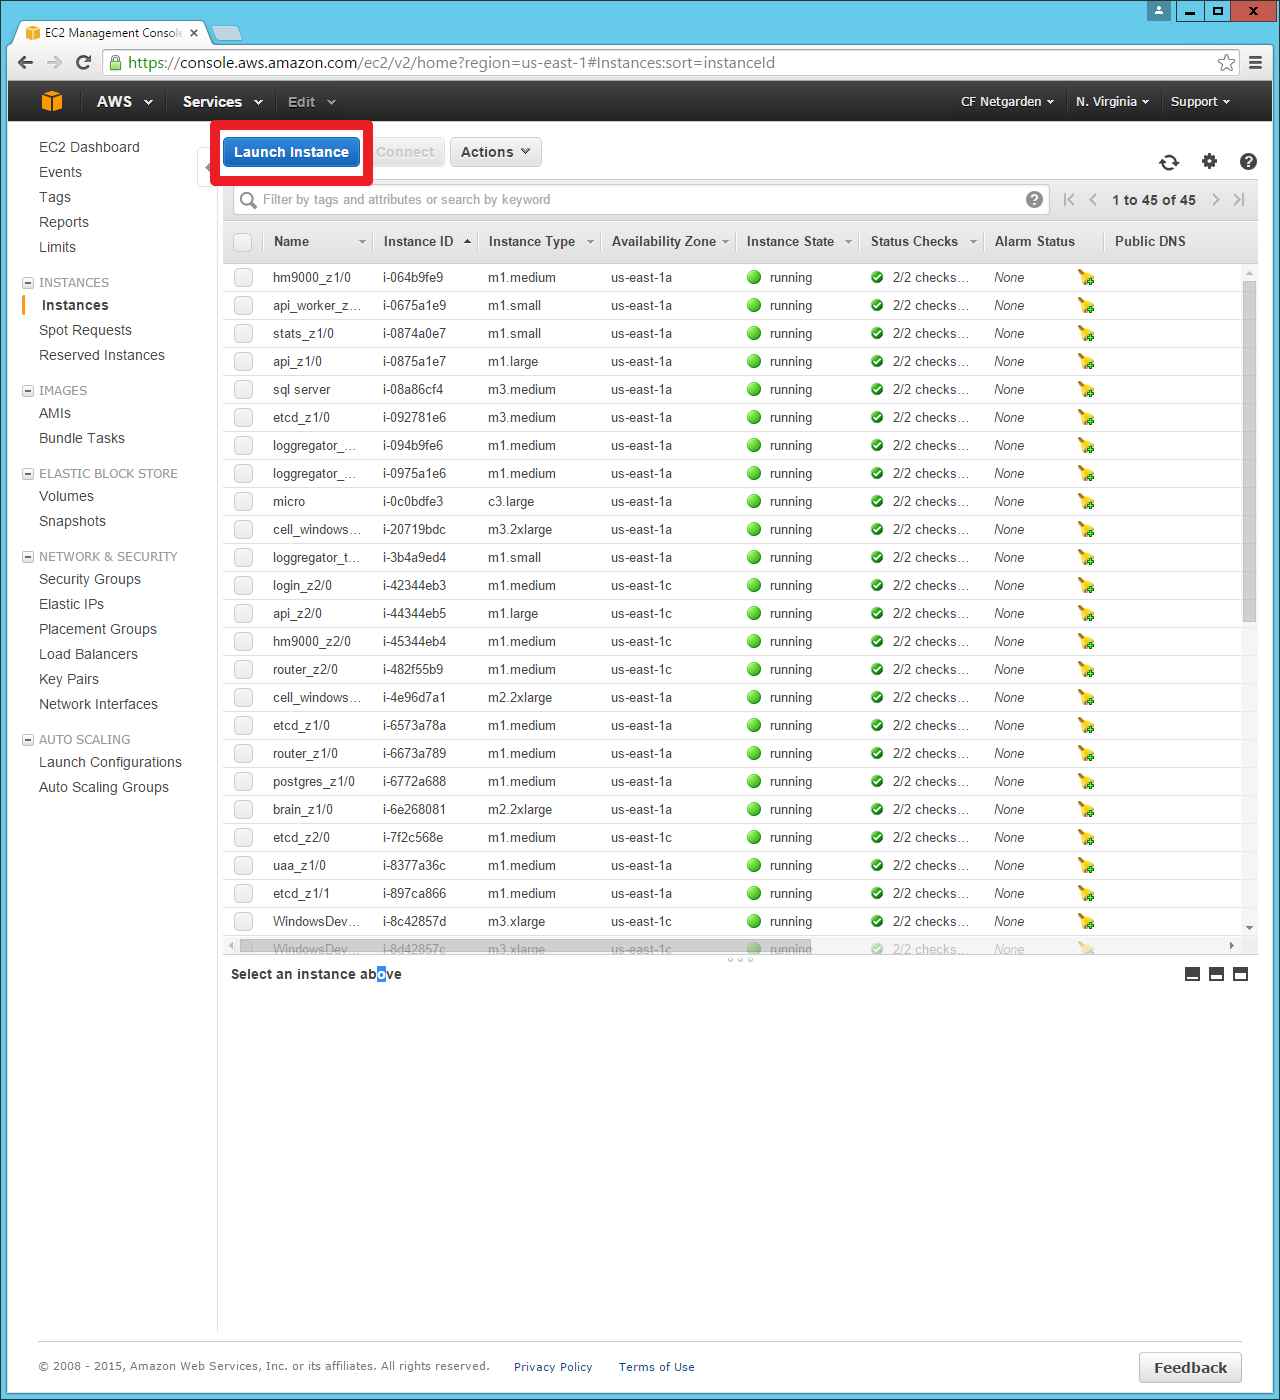 EC2 Management Console
https://console.aws.amazon.com/ec2/v2/home?region=us-east-1#Instances:sort=instanceId
AWS Services Edit CF Netgarden N. Virginia Support
EC2 Dashboard
Events
Tags
Reports
Limits
INSTANCES
Instances
Spot Requests
Reserved Instances
IMAGES
AMIs
Bundle Tasks
ELASTIC BLOCK STORE
Volumes
Snapshots
NETWORK & SECURITY
Security Groups
Elastic IPs
Placement Groups
Load Balancers
Key Pairs
Network Interfaces
AUTO SCALING
Launch Configurations
Auto Scaling Groups
Launch Instance Connect Actions
Filter by tags and attributes or search by keyword 1 to 45 of 45
Name Instance ID Instance Type Availability Zone Instance State Status Checks Alarm Status Public DNS
hm9000_z1/0 i-064b9fe9 m1.medium us-east-1a running 2/2 checks... None
api_worker_z... i-0675a1e9 m1.small us-east-1a running 2/2 checks... None
stats_z1/0 i-0874a0e7 m1.small us-east-1a running 2/2 checks... None
api_z1/0 i-0875a1e7 m1.large us-east-1a running 2/2 checks... None
sql server i-08a86cf4 m3.medium us-east-1a running 2/2 checks... None
etcd_z1/0 i-092781e6 m3.medium us-east-1a running 2/2 checks... None
loggregator_... i-094b9fe6 m1.medium us-east-1a running 2/2 checks... None
loggregator_... i-0975a1e6 m1.medium us-east-1a running 2/2 checks... None
micro i-0c0bdfe3 c3.large us-east-1a running 2/2 checks... None
cell_windows... i-20719bdc m3.2xlarge us-east-1a running 2/2 checks... None
loggregator_t... i-3b4a9ed4 m1.small us-east-1a running 2/2 checks... None
login_z2/0 i-42344eb3 m1.medium us-east-1c running 2/2 checks... None
api_z2/0 i-44344eb5 m1.large us-east-1c running 2/2 checks... None
hm9000_z2/0 i-45344eb4 m1.medium us-east-1c running 2/2 checks... None
router_z2/0 i-482f55b9 m1.medium us-east-1c running 2/2 checks... None
cell_windows... i-4e96d7a1 m2.2xlarge us-east-1a running 2/2 checks... None
etcd_z1/0 i-6573a78a m1.medium us-east-1a running 2/2 checks... None
router_z1/0 i-6673a789 m1.medium us-east-1a running 2/2 checks... None
postgres_z1/0 i-6772a688 m1.medium us-east-1a running 2/2 checks... None
brain_z1/0 i-6e268081 m2.2xlarge us-east-1a running 2/2 checks... None
etcd_z2/0 i-7f2c568e m1.medium us-east-1c running 2/2 checks... None
uaa_z1/0 i-8377a36c m1.medium us-east-1a running 2/2 checks... None
etcd_z1/1 i-897ca866 m1.medium us-east-1a running 2/2 checks... None
WindowsDev... i-8c42857d m3.xlarge us-east-1c running 2/2 checks... None
WindowsDev... i-8d42857c m3.xlarge us-east-1c running 2/2 checks... None
Select an instance above
© 2008 - 2015, Amazon Web Services, Inc. or its affiliates. All rights reserved. Privacy Policy Terms of Use Feedback